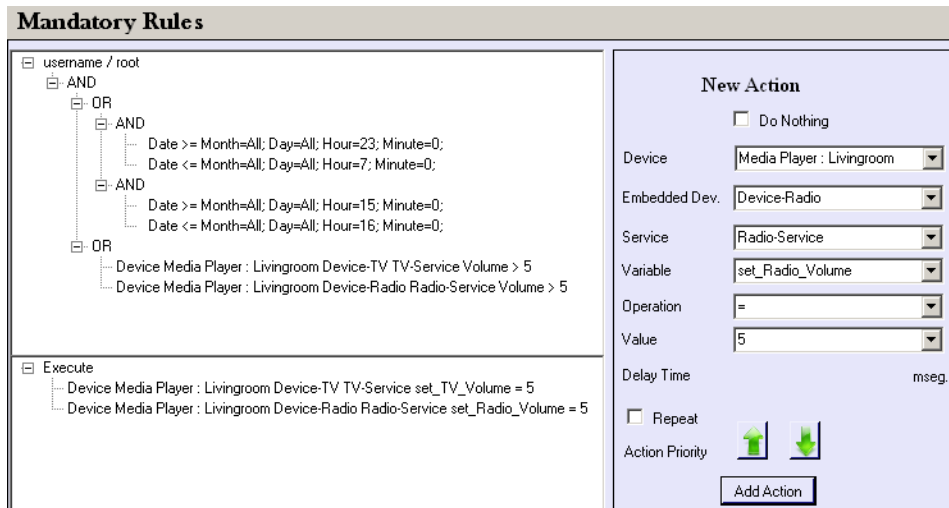 Mandatory Rules
username / root
AND
OR
AND
Date >= Month=All; Day=All; Hour=23; Minute=0;
Date <= Month=All; Day=All; Hour=7; Minute=0;
AND
Date >= Month=All; Day=All; Hour=15; Minute=0;
Date <= Month=All; Day=All; Hour=16; Minute=0;
OR
Device Media Player : Livingroom Device-TV TV-Service Volume > 5
Device Media Player : Livingroom Device-Radio Radio-Service Volume > 5
Execute
Device Media Player : Livingroom Device-TV TV-Service set_TV_Volume = 5
Device Media Player : Livingroom Device-Radio Radio-Service set_Radio_Volume = 5
New Action
Do Nothing
Device Media Player : Livingroom
Embedded Dev. Device-Radio
Service Radio-Service
Variable set_Radio_Volume
Operation =
Value 5
Delay Time mseg.
Repeat
Action Priority
Add Action